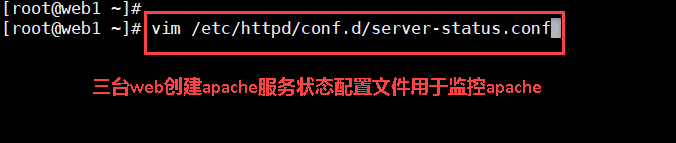 [root@web1 ~]#
[root@web1 ~]# vim /etc/httpd/conf.d/server-status.conf
三台web创建apache服务状态配置文件用于监控apache